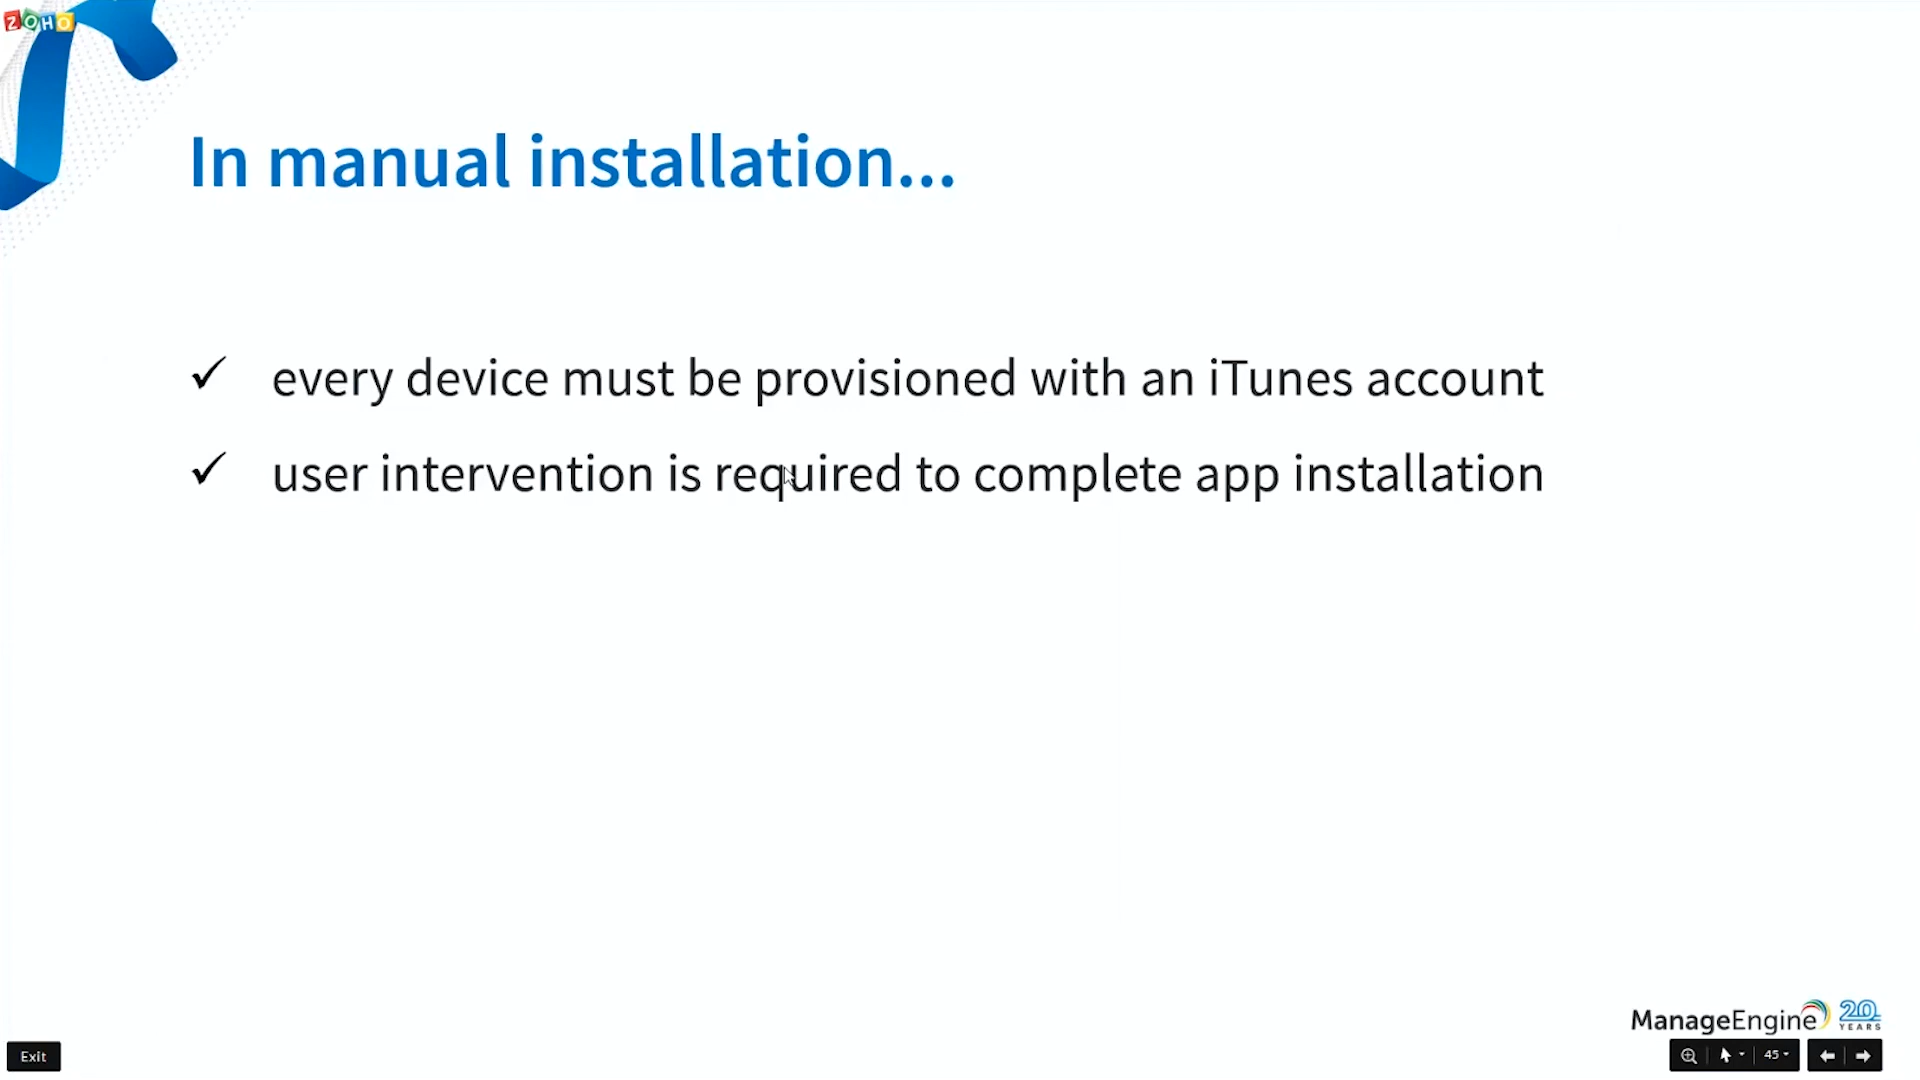 ZOHO
In manual installation...
✓ every device must be provisioned with an iTunes account
✓ user intervention is required to complete app installation
ManageEngine 20 YEARS
Exit
45